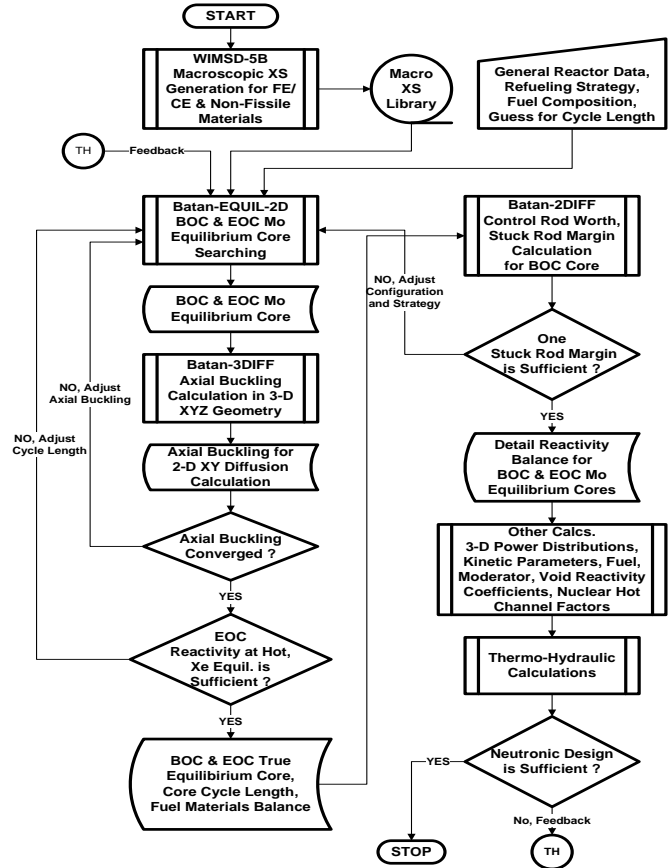 START
WIMSD-5B
Macroscopic XS
Generation for FE/
CE & Non-Fissile
Materials
Macro
XS
Library
General Reactor Data,
Refueling Strategy,
Fuel Composition,
Guess for Cycle Length
TH
Feedback
Batan-EQUIL-2D
BOC & EOC Mo
Equilibrium Core
Searching
BOC & EOC Mo
Equilibrium Core
NO, Adjust
Axial Buckling
Batan-3DIFF
Axial Buckling
Calculation in 3-D
XYZ Geometry
NO, Adjust
Cycle Length
Axial Buckling for
2-D XY Diffusion
Calculation
Axial Buckling
Converged ?
YES
EOC
Reactivity at Hot,
Xe Equil. is
Sufficient ?
YES
BOC & EOC True
Equilibirium Core,
Core Cycle Length,
Fuel Materials Balance
Batan-2DIFF
Control Rod Worth,
Stuck Rod Margin
Calculation
for BOC Core
NO, Adjust
Configuration
and Strategy
One
Stuck Rod Margin
is Sufficient ?
YES
Detail Reactivity
Balance for
BOC & EOC Mo
Equilibrium Cores
Other Calcs.
3-D Power Distributions,
Kinetic Parameters, Fuel,
Moderator, Void Reactivity
Coefficients, Nuclear Hot
Channel Factors
Thermo-Hydraulic
Calculations
Neutronic Design
is Sufficient ?
YES
STOP
No, Feedback
TH